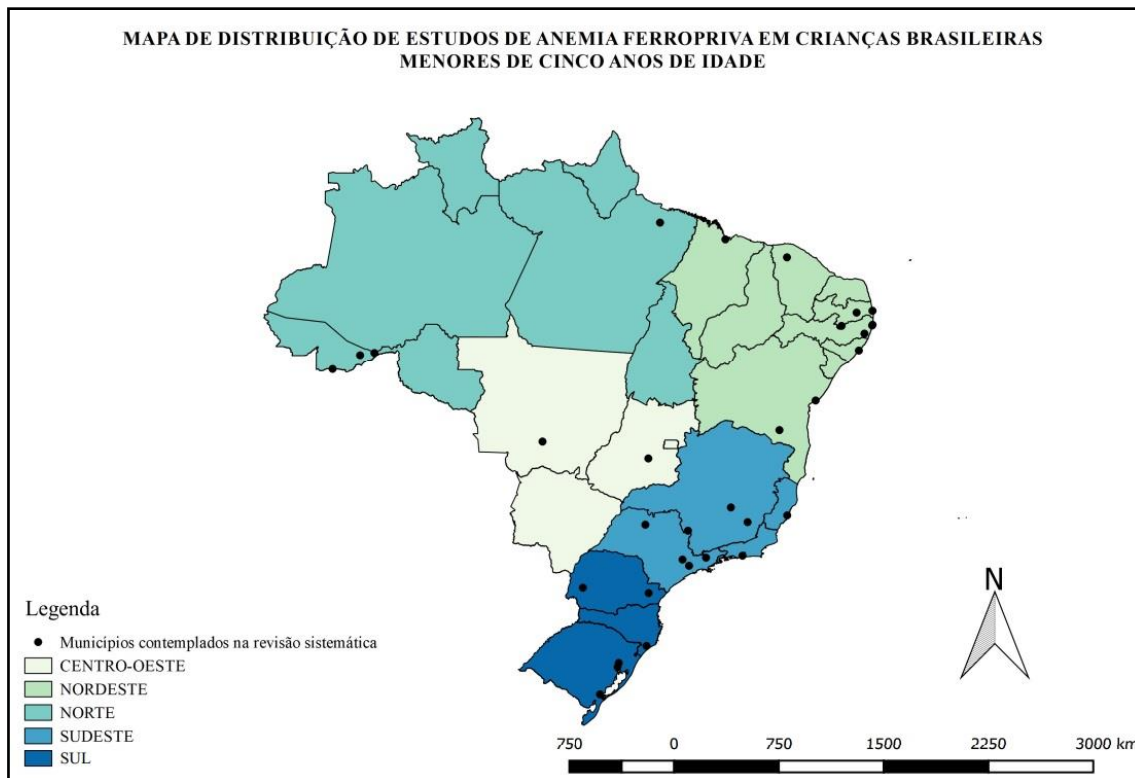 MAPA DE DISTRIBUIÇÃO DE ESTUDOS DE ANEMIA FERROPRIVA EM CRIANÇAS BRASILEIRAS
MENORES DE CINCO ANOS DE IDADE
N
Legenda
Municípios contemplados na revisão sistemática
CENTRO-OESTE
NORDESTE
NORTE
SUDESTE
SUL
750 0 750 1500 2250 3000 km